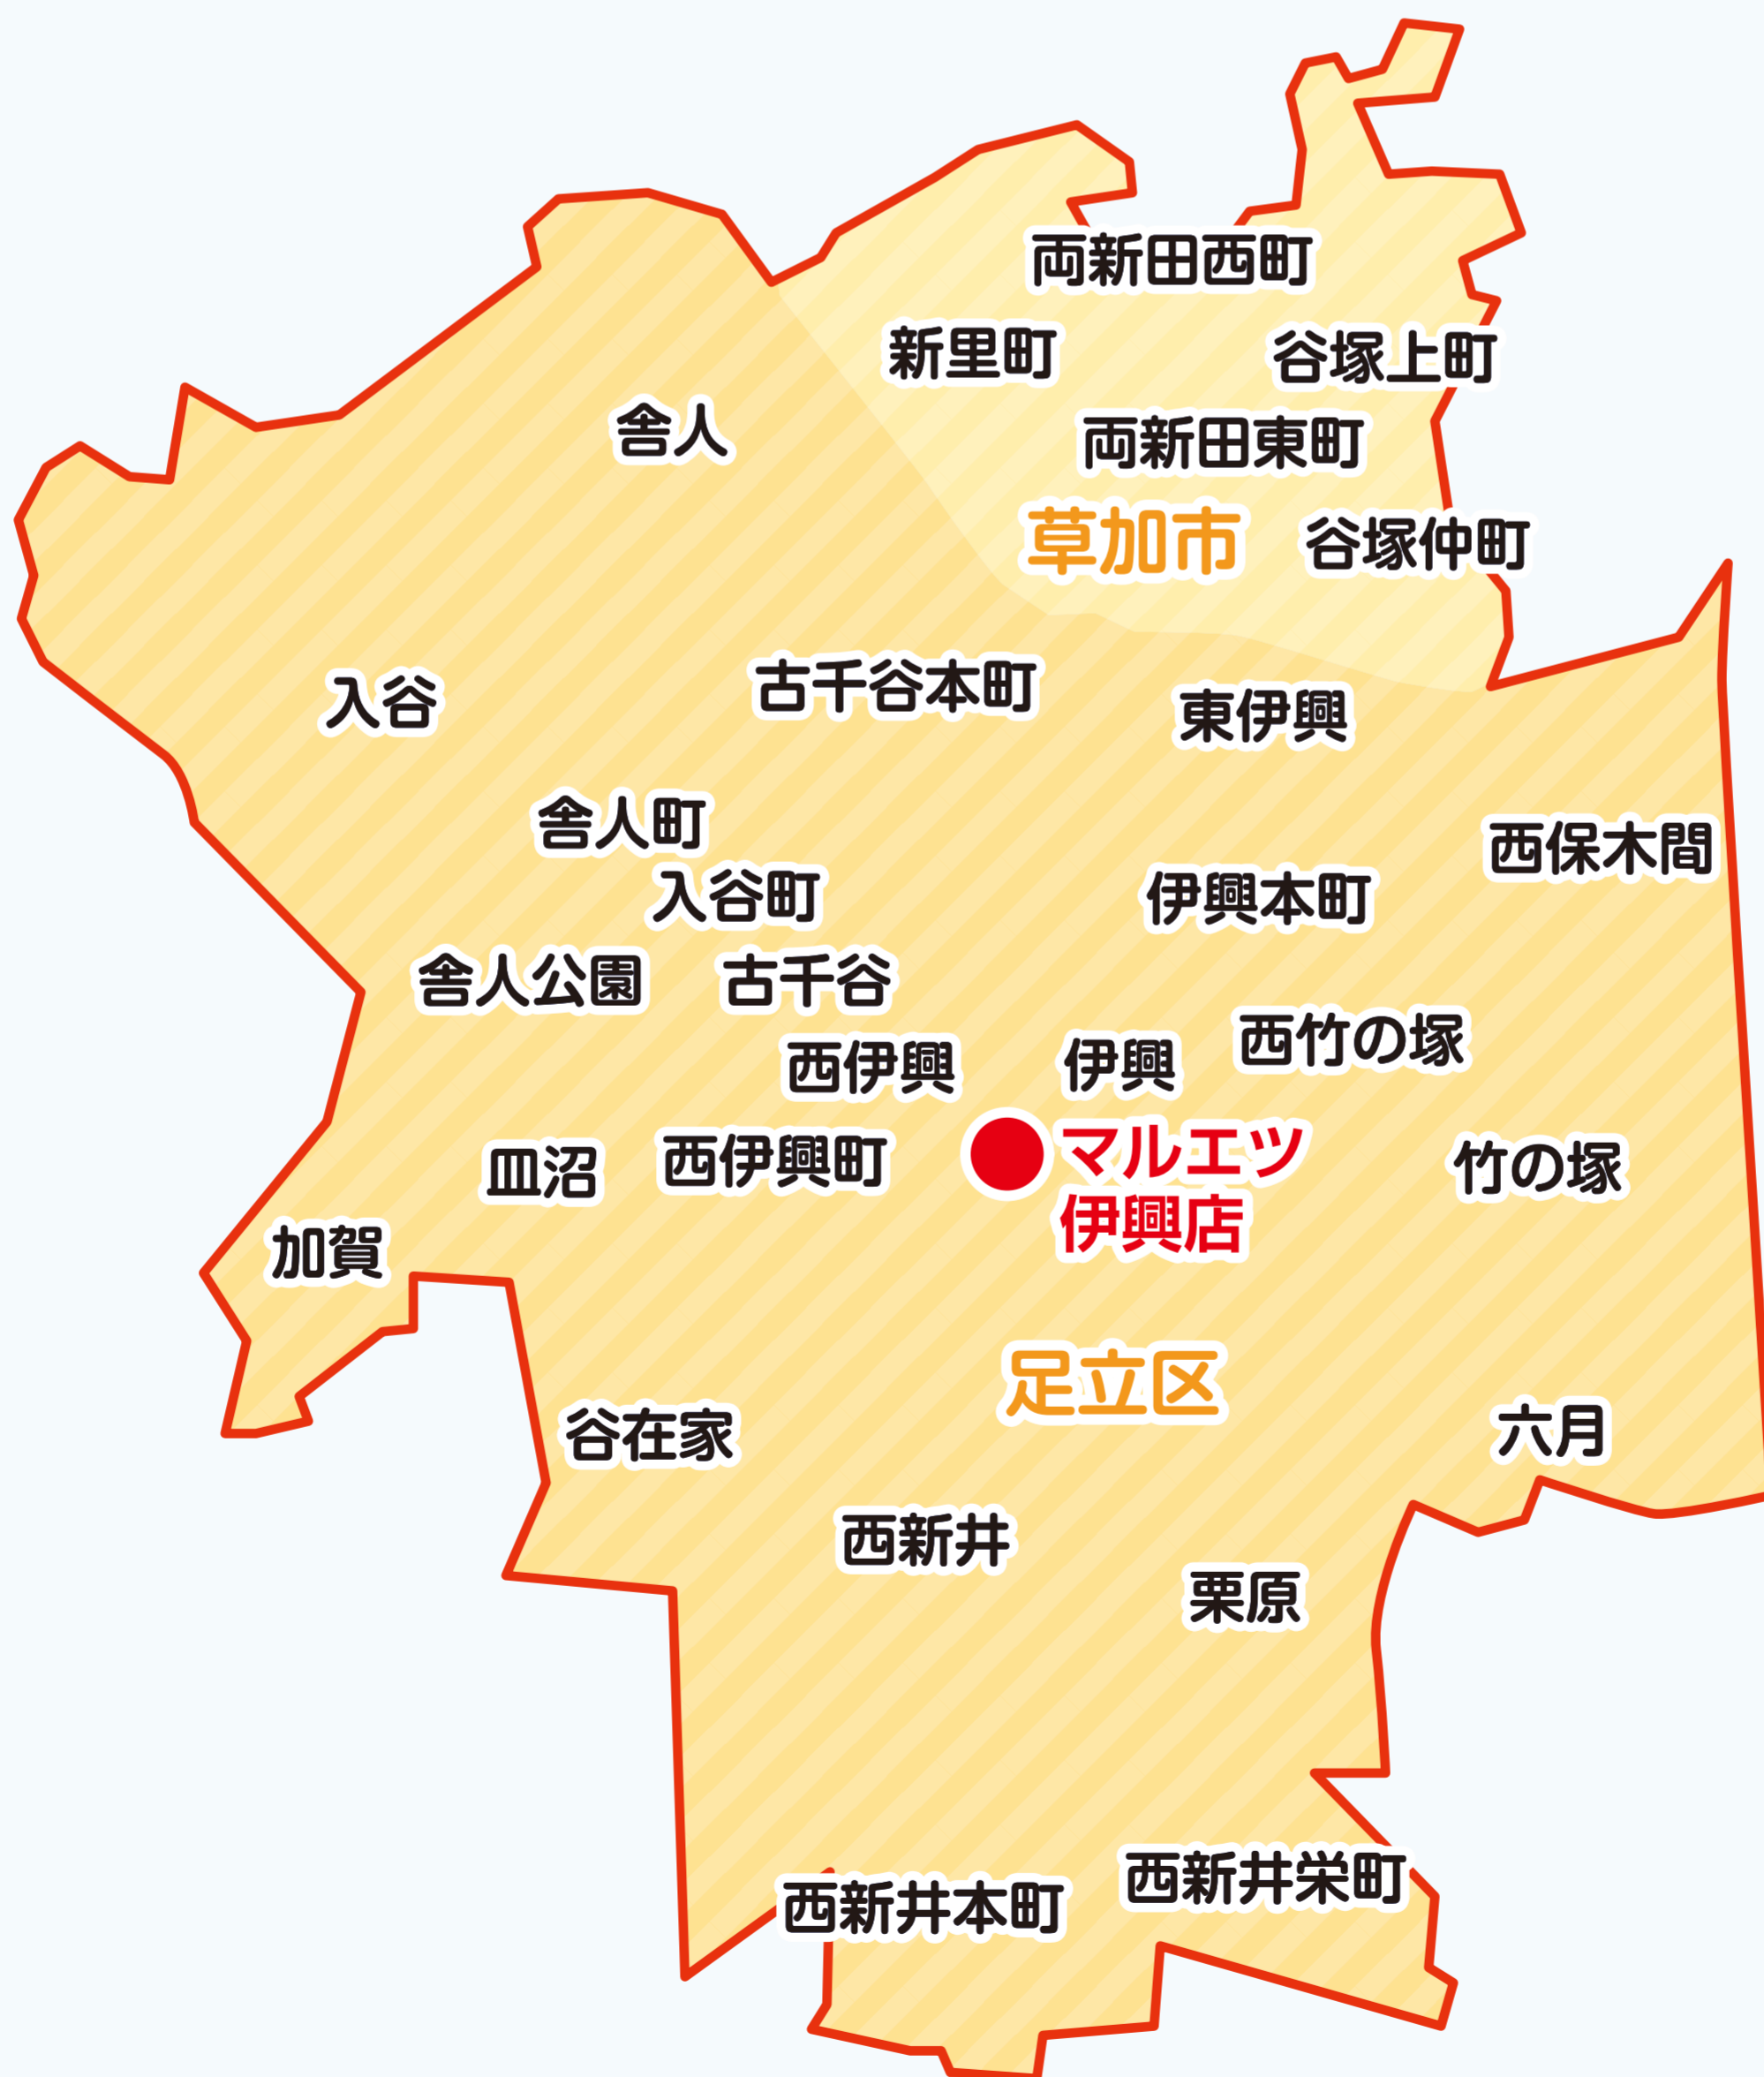 両新田西町
新里町
谷塚上町
舎人
両新田東町
草加市
谷塚仲町
入谷
古千谷本町
東伊興
舎人町
西保木間
入谷町
伊興本町
舎人公園
古千谷
西竹の塚
西伊興
伊興
マルエツ
伊興店
皿沼
西伊興町
竹の塚
加賀
足立区
谷在家
六月
西新井
栗原
西新井栄町
西新井本町